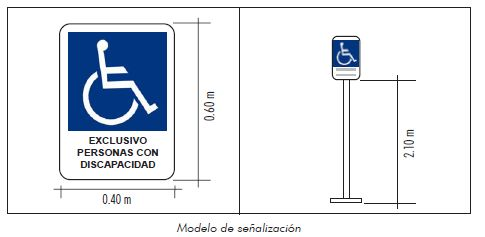 EXCLUSIVO
PERSONAS CON
DISCAPACIDAD
0.60 m
0.40 m
2.10 m
Modelo de señalización